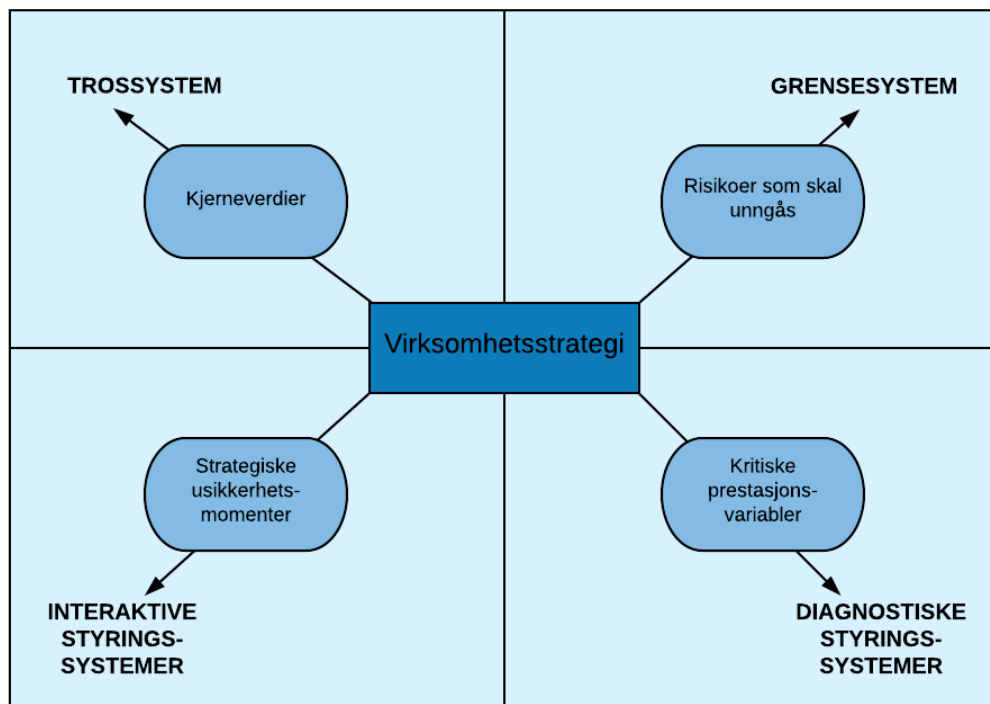 TROSSYSTEM
Kjerneverdier
GRENSESYSTEM
Risikoer som skal
unngås
Virksomhetsstrategi
Strategiske
usikkerhets-
momenter
INTERAKTIVE
STYRINGS-
SYSTEMER
Kritiske
prestasjons-
variabler
DIAGNOSTISKE
STYRINGS-
SYSTEMER